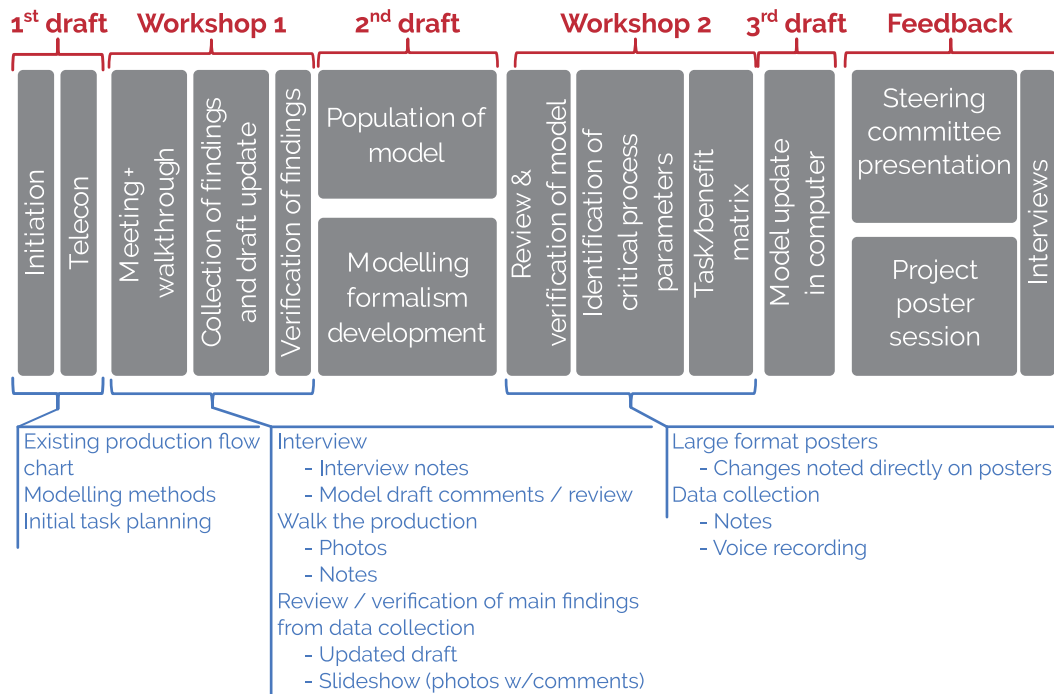 1st draft
Workshop 1
2nd draft
Workshop 2
3rd draft
Feedback
Initiation
Telecon
Meeting+
walkthrough
Collection of findings
and draft update
Verification of findings
Population of
model
Modelling
formalism
development
Review &
verification of model
Identification of
critical process
parameters
Task/benefit
matrix
Model update
in computer
Steering
committee
presentation
Project
poster
session
Interviews
Existing production flow
chart
Modelling methods
Initial task planning
Interview
- Interview notes
- Model draft comments / review
Walk the production
- Photos
- Notes
Review / verification of main findings
from data collection
- Updated draft
- Slideshow (photos w/comments)
Large format posters
- Changes noted directly on posters
Data collection
- Notes
- Voice recording